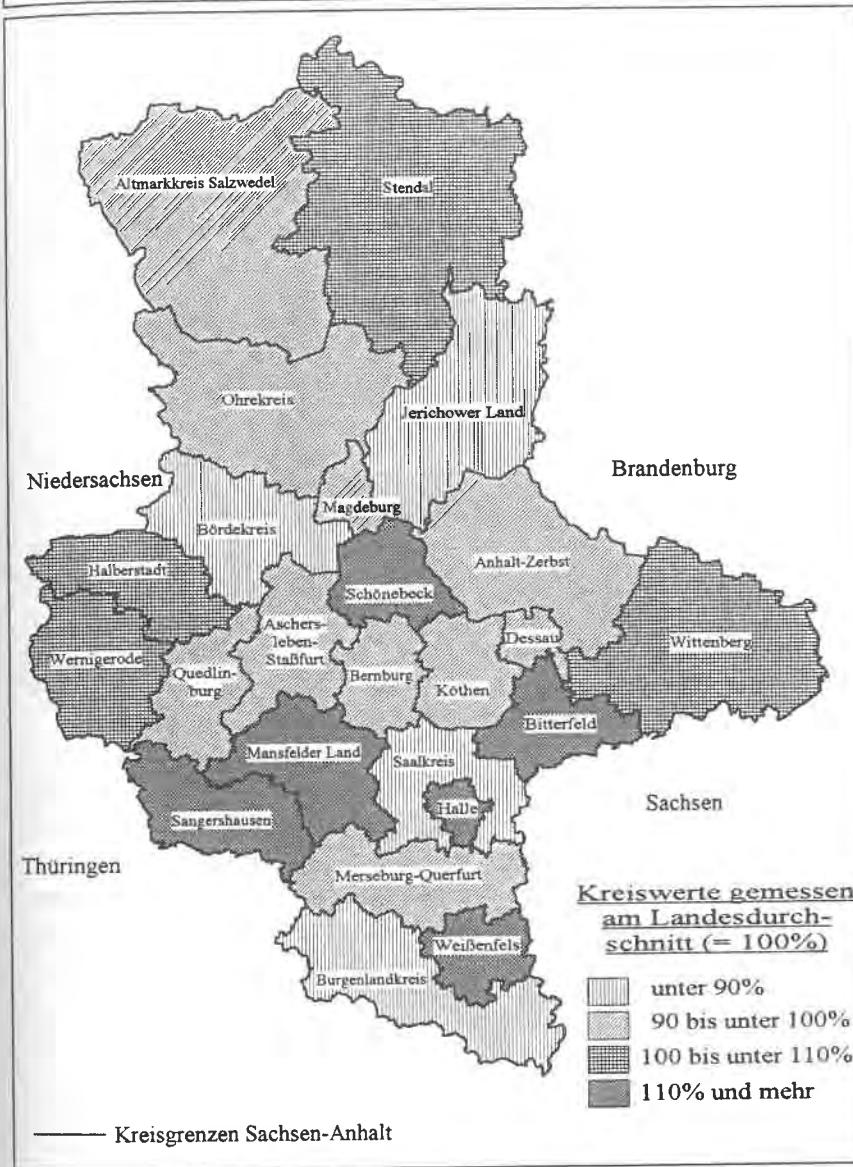 Altmarkkreis Salzwedel
Stendal
Ohrekreis
Jerichower Land
Niedersachsen
Brandenburg
Magdeburg
Bördekreis
Halberstadt
Anhalt-Zerbst
Schönebeck
Aschers-
leben-
Staßfurt
Dessau
Wittenberg
Wernigerode
Quedlin-
burg
Bernburg
Köthen
Bitterfeld
Mansfelder Land
Saalkreis
Halle
Sachsen
Sangershausen
Thüringen
Merseburg-Querfurt
Weißenfels
Burgenlandkreis
Kreiswerte gemessen
am Landesdurch-
schnitt (= 100%)
unter 90%
90 bis unter 100%
100 bis unter 110%
110% und mehr
Kreisgrenzen Sachsen-Anhalt